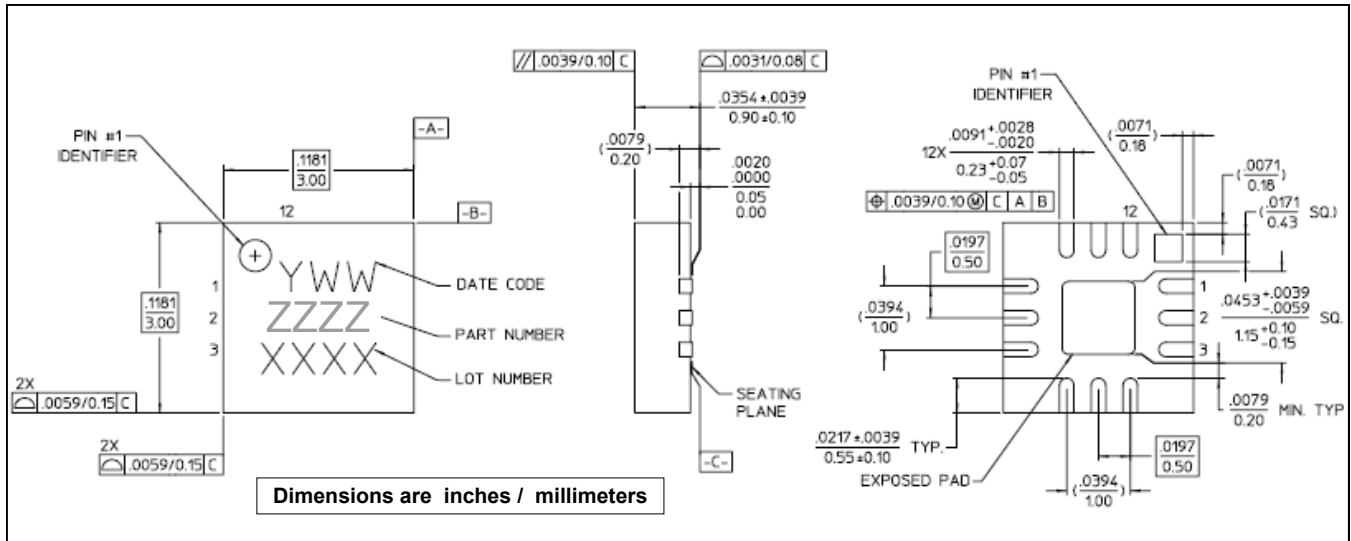 PIN #1
IDENTIFIER
.1181
3.00
-A-
12
-B-
.1181
3.00
1
2
3
YWW
DATE CODE
ZZZZ
PART NUMBER
XXXX
LOT NUMBER
2X
⌓ .0059/0.15 C
2X
⌓ .0059/0.15 C
// .0039/0.10 C
⌓ .0031/0.08 C
.0354±.0039
0.90±0.10
(.0079
0.20)
.0020
.0000
0.05
0.00
SEATING
PLANE
-C-
PIN #1
IDENTIFIER
12X .0091 +.0028
-.0020
0.23 +0.07
-0.05
⌖ .0039/0.10 Ⓜ C A B
12
(.0071
0.18)
(.0071
0.18)
(.0171
0.43 SQ.)
.0197
0.50
(.0394
1.00)
1
2
3
.0453 +.0039
-.0059
1.15 +0.10
-0.15 SQ.
.0079
0.20 MIN. TYP
.0217±.0039
0.55±0.10 TYP.
EXPOSED PAD
(.0394
1.00)
.0197
0.50
Dimensions are inches / millimeters